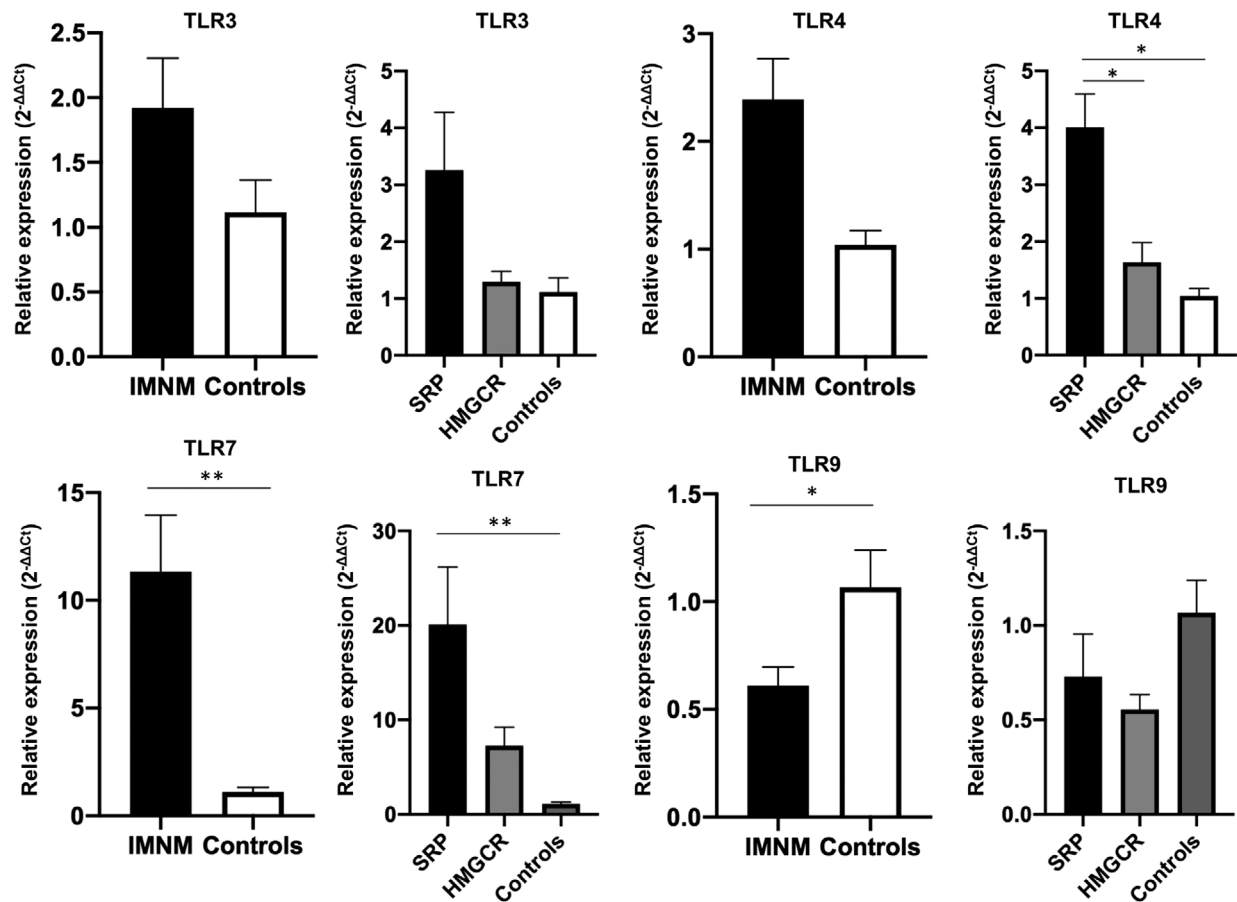 TLR3
Relative expression (2-ΔΔCt)
2.5
2.0
1.5
1.0
0.5
0.0
IMNM Controls
TLR3
Relative expression (2-ΔΔCt)
5
4
3
2
1
0
SRP
HMGCR
Controls
TLR4
Relative expression (2-ΔΔCt)
3
2
1
0
IMNM Controls
TLR4
Relative expression (2-ΔΔCt)
*
*
5
4
3
2
1
0
SRP
HMGCR
Controls
TLR7
Relative expression (2-ΔΔCt)
**
15
10
5
0
IMNM Controls
TLR7
Relative expression (2-ΔΔCt)
**
30
20
10
0
SRP
HMGCR
Controls
TLR9
Relative expression (2-ΔΔCt)
*
1.5
1.0
0.5
0.0
IMNM Controls
TLR9
Relative expression (2-ΔΔCt)
1.5
1.0
0.5
0.0
SRP
HMGCR
Controls